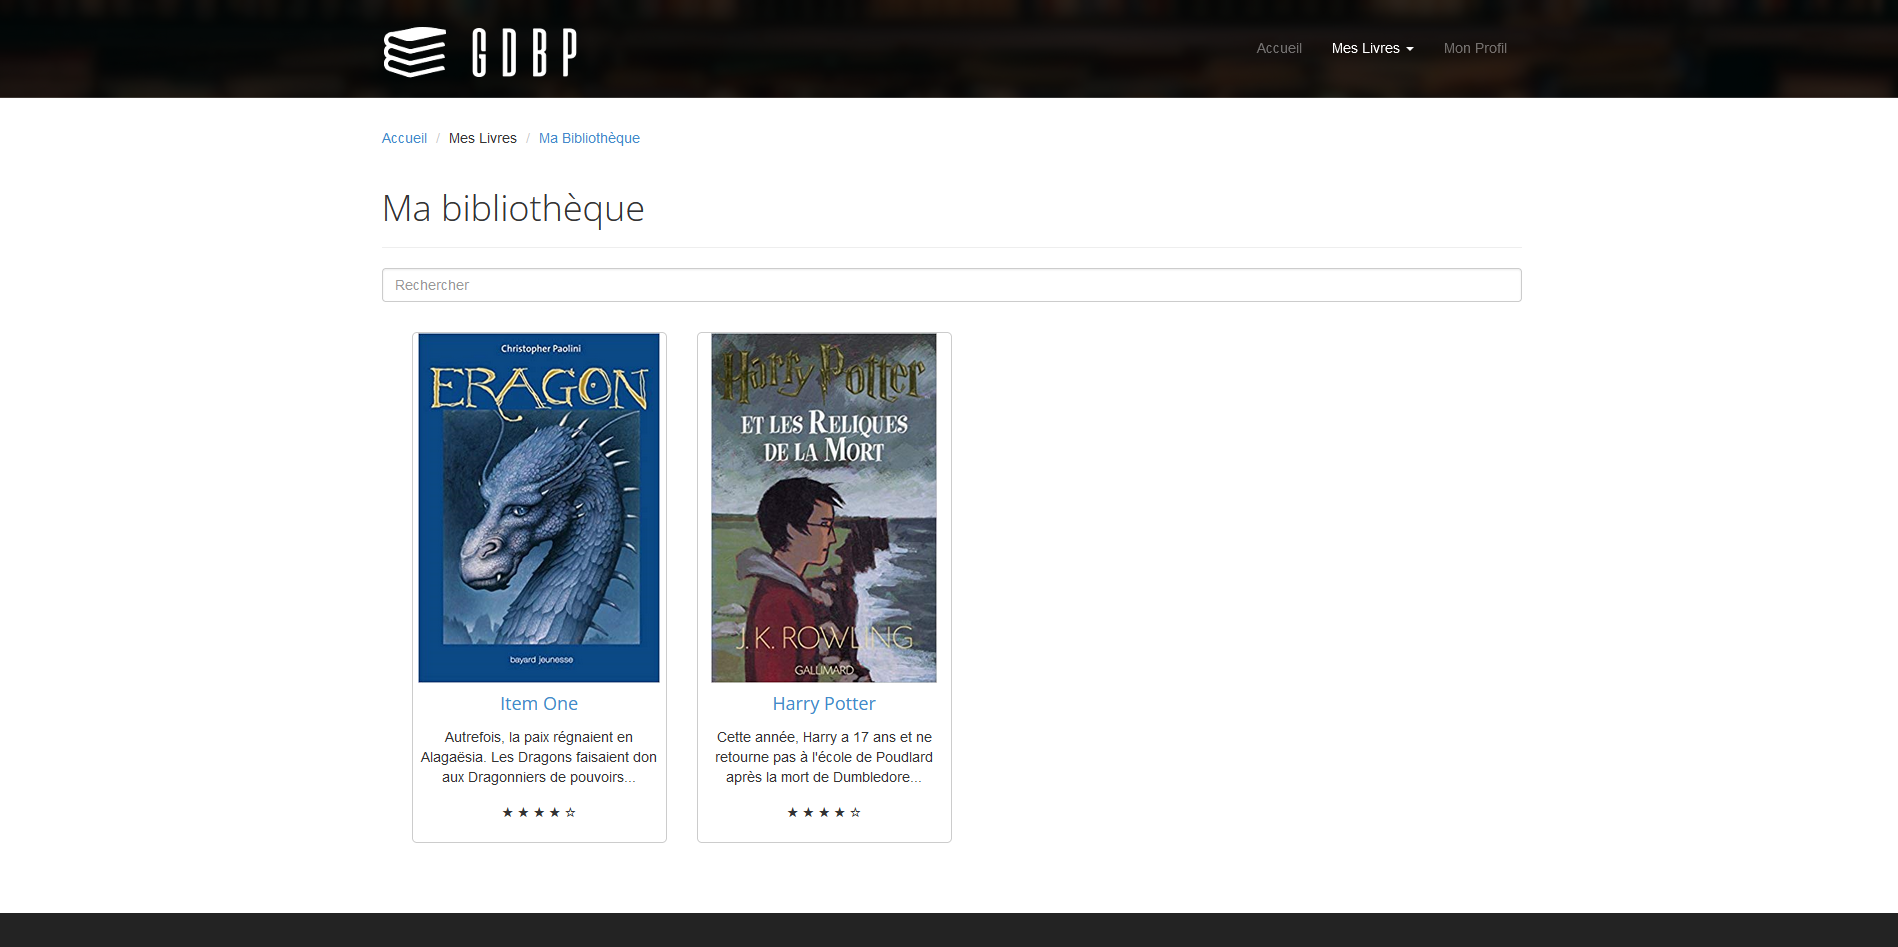 GDBP
Accueil Mes Livres Mon Profil
Accueil / Mes Livres / Ma Bibliothèque
Ma bibliothèque
Rechercher
Christopher Paolini
ERAGON
bayard jeunesse
Item One
Autrefois, la paix régnaient en
Alagaësia. Les Dragons faisaient don
aux Dragonniers de pouvoirs...
★ ★ ★ ★ ☆
Harry Potter
ET LES RELIQUES
DE LA MORT
J. K. ROWLING
GALLIMARD
Harry Potter
Cette année, Harry a 17 ans et ne
retourne pas à l'école de Poudlard
après la mort de Dumbledore...
★ ★ ★ ★ ☆